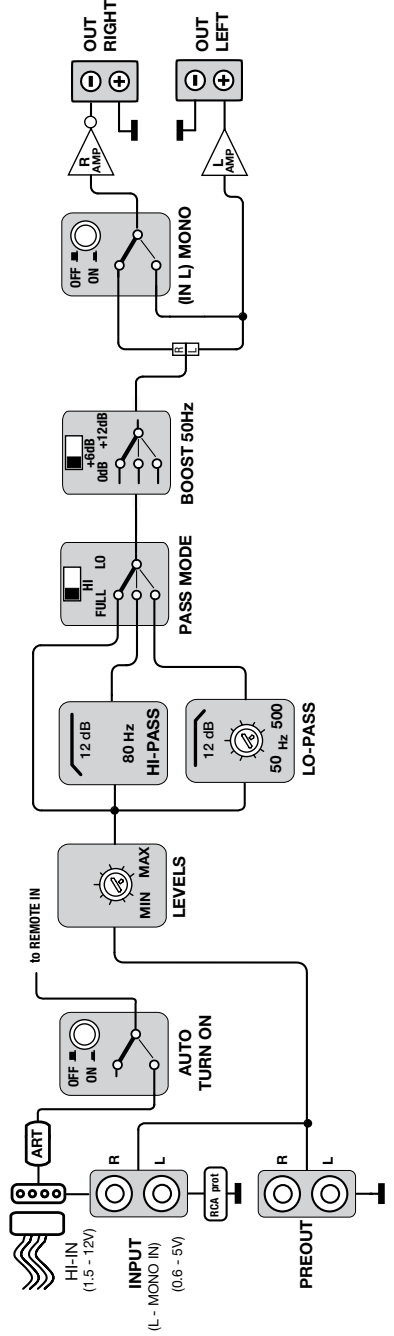 HI-IN
(1.5 - 12V)
ART
INPUT
(L - MONO IN)
(0.6 - 5V)
R
L
RCA prot
PREOUT
R
L
to REMOTE IN
OFF
ON
AUTO
TURN ON
MIN MAX
LEVELS
12 dB
80 Hz
HI-PASS
12 dB
50 Hz 500
LO-PASS
HI
FULL LO
PASS MODE
+6dB
0dB +12dB
BOOST 50Hz
R
L
OFF
ON
(IN L) MONO
R
AMP
L
AMP
OUT
RIGHT
OUT
LEFT